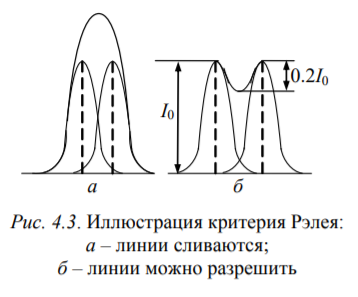 0.2I₀
I₀
а б
Рис. 4.3. Иллюстрация критерия Рэлея:
а – линии сливаются;
б – линии можно разрешить